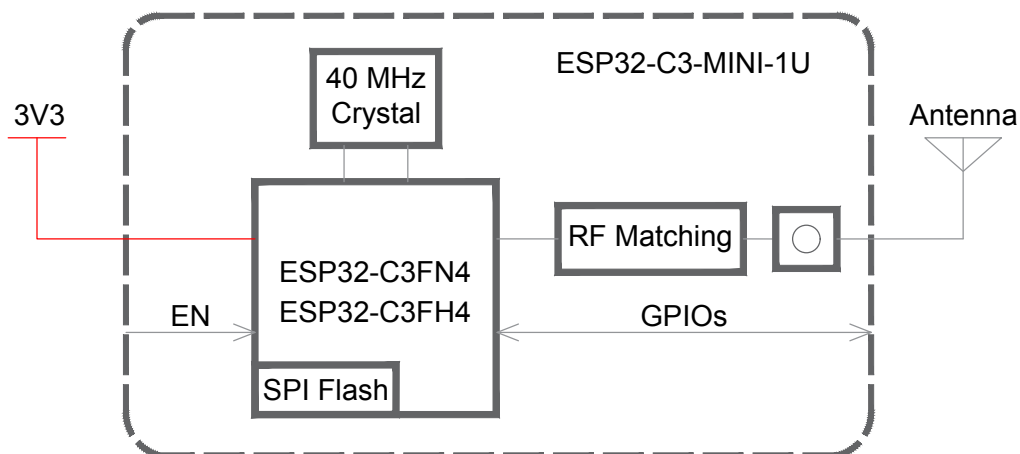 ESP32-C3-MINI-1U
40 MHz
Crystal
3V3
Antenna
RF Matching
ESP32-C3FN4
ESP32-C3FH4
EN
GPIOs
SPI Flash